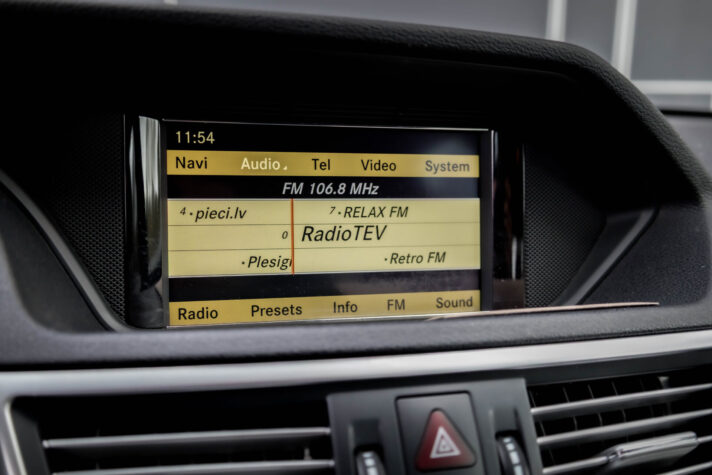 11:54
Navi Audio Tel Video System
FM 106.8 MHz
4 · pieci.lv 7 · RELAX FM
0 RadioTEV
· Plesigi · Retro FM
Radio Presets Info FM Sound